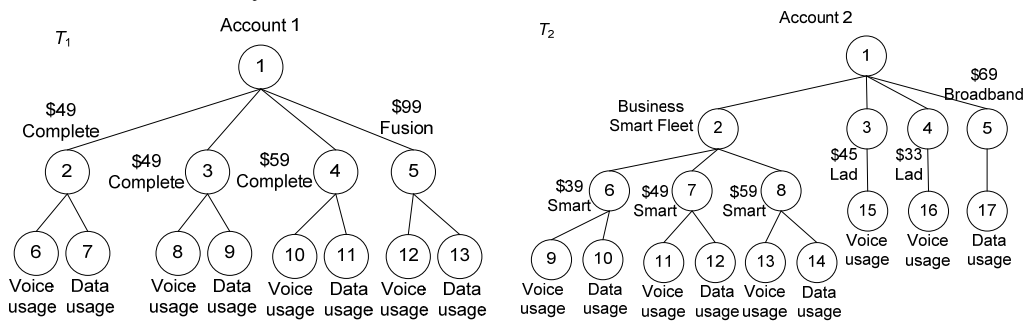 Account 1
T1
1
$49
Complete
$49
Complete
$59
Complete
$99
Fusion
2
3
4
5
6
7
8
9
10
11
12
13
Voice
usage
Data
usage
Voice
usage
Data
usage
Voice
usage
Data
usage
Voice
usage
Data
usage
Account 2
T2
1
Business
Smart Fleet
$69
Broadband
2
3
4
5
$45
Lad
$33
Lad
$39
Smart
$49
Smart
$59
Smart
6
7
8
15
16
17
Voice
usage
Voice
usage
Data
usage
9
10
11
12
13
14
Voice
usage
Data
usage
Voice
usage
Data
usage
Voice
usage
Data
usage